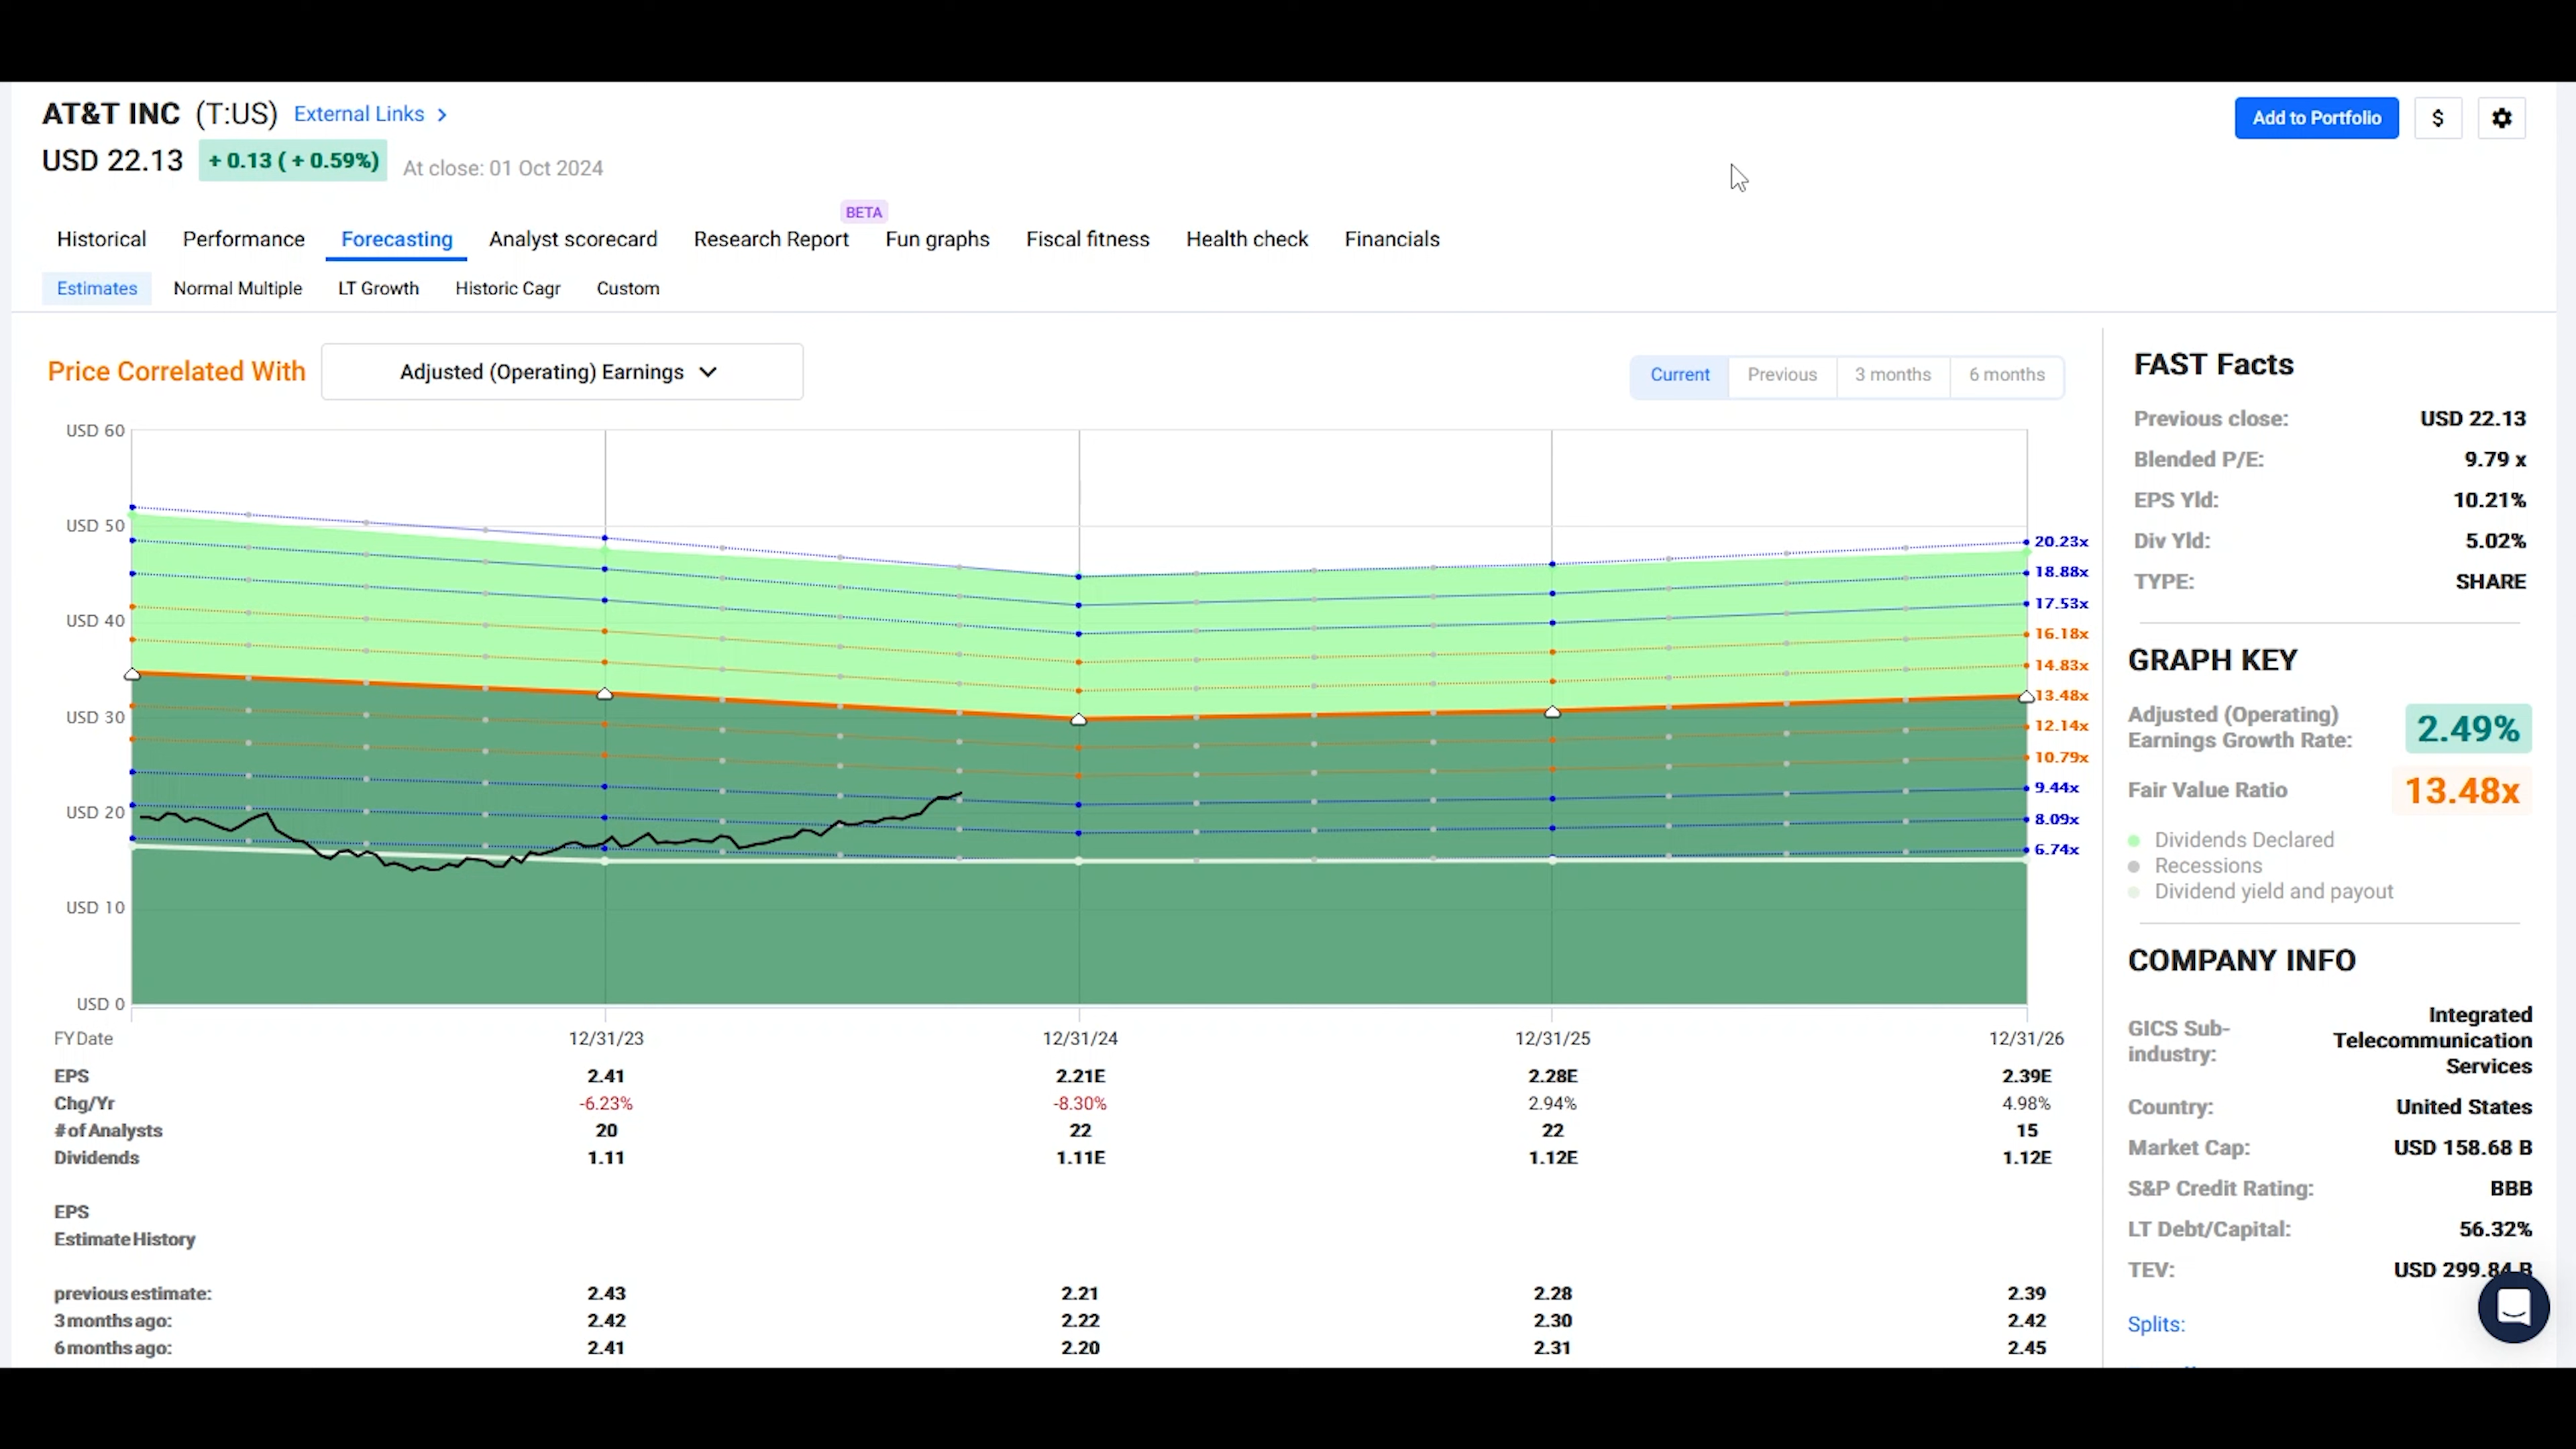 AT&T INC (T:US) External Links >
USD 22.13 + 0.13 ( + 0.59%) At close: 01 Oct 2024
Add to Portfolio $
BETA
Historical Performance Forecasting Analyst scorecard Research Report Fun graphs Fiscal fitness Health check Financials
Estimates Normal Multiple LT Growth Historic Cagr Custom
Price Correlated With Adjusted (Operating) Earnings
Current Previous 3 months 6 months
USD 60
USD 50
USD 40
USD 30
USD 20
USD 10
USD 0
20.23x
18.88x
17.53x
16.18x
14.83x
13.48x
12.14x
10.79x
9.44x
8.09x
6.74x
FY Date 12/31/23 12/31/24 12/31/25 12/31/26
EPS 2.41 2.21E 2.28E 2.39E
Chg/Yr -6.23% -8.30% 2.94% 4.98%
# of Analysts 20 22 22 15
Dividends 1.11 1.11E 1.12E 1.12E
EPS
Estimate History
previous estimate: 2.43 2.21 2.28 2.39
3 months ago: 2.42 2.22 2.30 2.42
6 months ago: 2.41 2.20 2.31 2.45
FAST Facts
Previous close: USD 22.13
Blended P/E: 9.79 x
EPS Yld: 10.21%
Div Yld: 5.02%
TYPE: SHARE
GRAPH KEY
Adjusted (Operating)
Earnings Growth Rate: 2.49%
Fair Value Ratio 13.48x
Dividends Declared
Recessions
Dividend yield and payout
COMPANY INFO
GICS Sub-
industry:
Integrated
Telecommunication
Services
Country: United States
Market Cap: USD 158.68 B
S&P Credit Rating: BBB
LT Debt/Capital: 56.32%
TEV: USD 299.84 B
Splits: